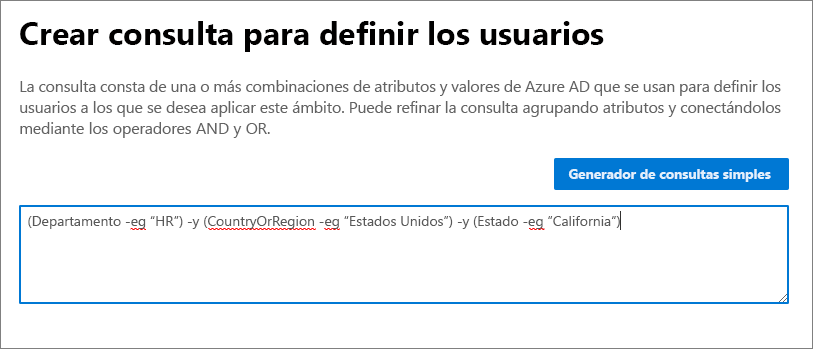 Crear consulta para definir los usuarios
La consulta consta de una o más combinaciones de atributos y valores de Azure AD que se usan para definir los
usuarios a los que se desea aplicar este ámbito. Puede refinar la consulta agrupando atributos y conectándolos
mediante los operadores AND y OR.
Generador de consultas simples
(Departamento -eg “HR”) -y (CountryOrRegion -eg “Estados Unidos”) -y (Estado -eg “California”)